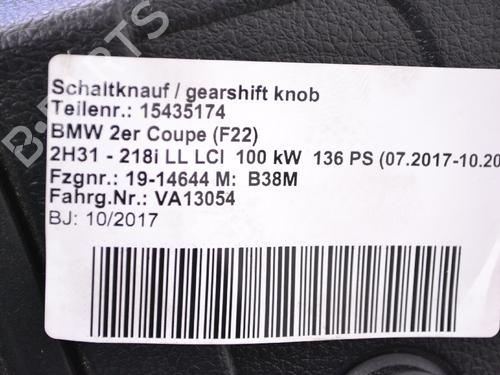 Schaltknauf / gearshift knob
Teilenr.: 15435174
BMW 2er Coupe (F22)
2H31 - 218i LL LCI 100 kW 136 PS (07.2017-10.20
Fzgnr.: 19-14644 M: B38M
Fahrg.Nr.: VA13054
BJ: 10/2017